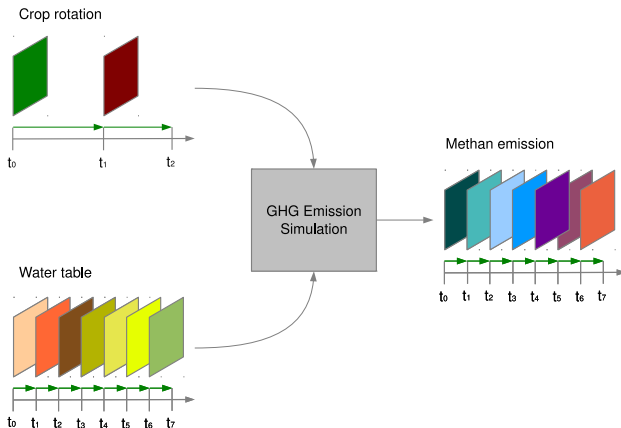 Crop rotation
t0 t1 t2
GHG Emission
Simulation
Methan emission
t0 t1 t2 t3 t4 t5 t6 t7
Water table
t0 t1 t2 t3 t4 t5 t6 t7